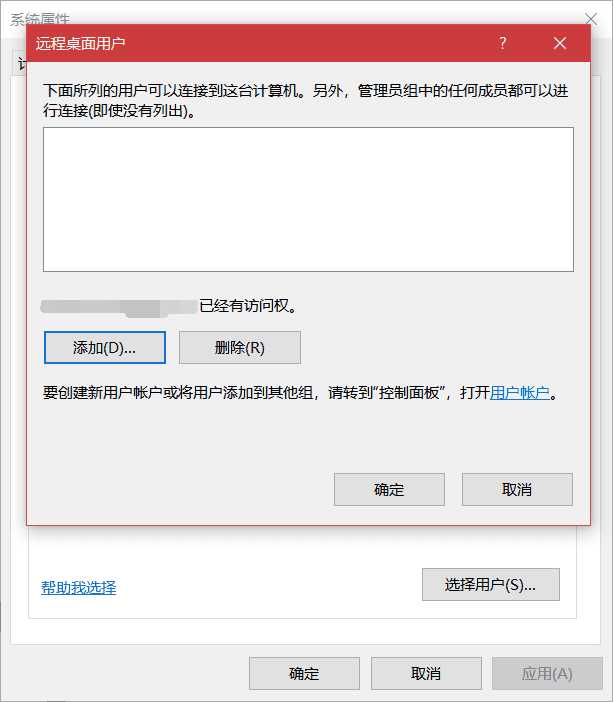 系统属性
远程桌面用户
?
下面所列的用户可以连接到这台计算机。另外，管理员组中的任何成员都可以进
行连接(即使没有列出)。
已经有访问权。
添加(D)...
删除(R)
要创建新用户帐户或将用户添加到其他组，请转到“控制面板”，打开用户帐户。
确定
取消
帮助我选择
选择用户(S)...
确定
取消
应用(A)